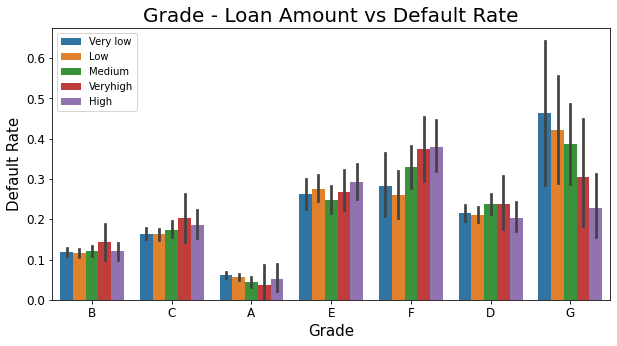 Grade - Loan Amount vs Default Rate
Very low
Low
Medium
Veryhigh
High
Default Rate
0.6
0.5
0.4
0.3
0.2
0.1
0.0
B C A E F D G
Grade